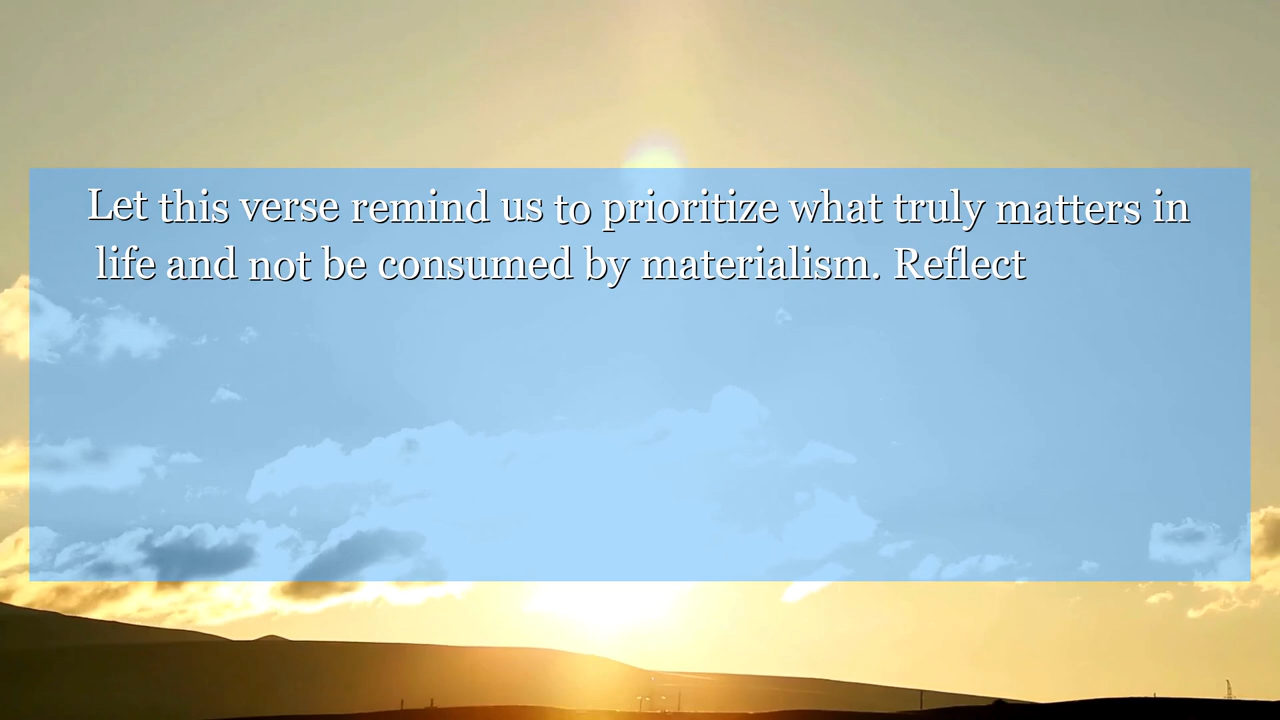 Let this verse remind us to prioritize what truly matters in
life and not be consumed by materialism. Reflect